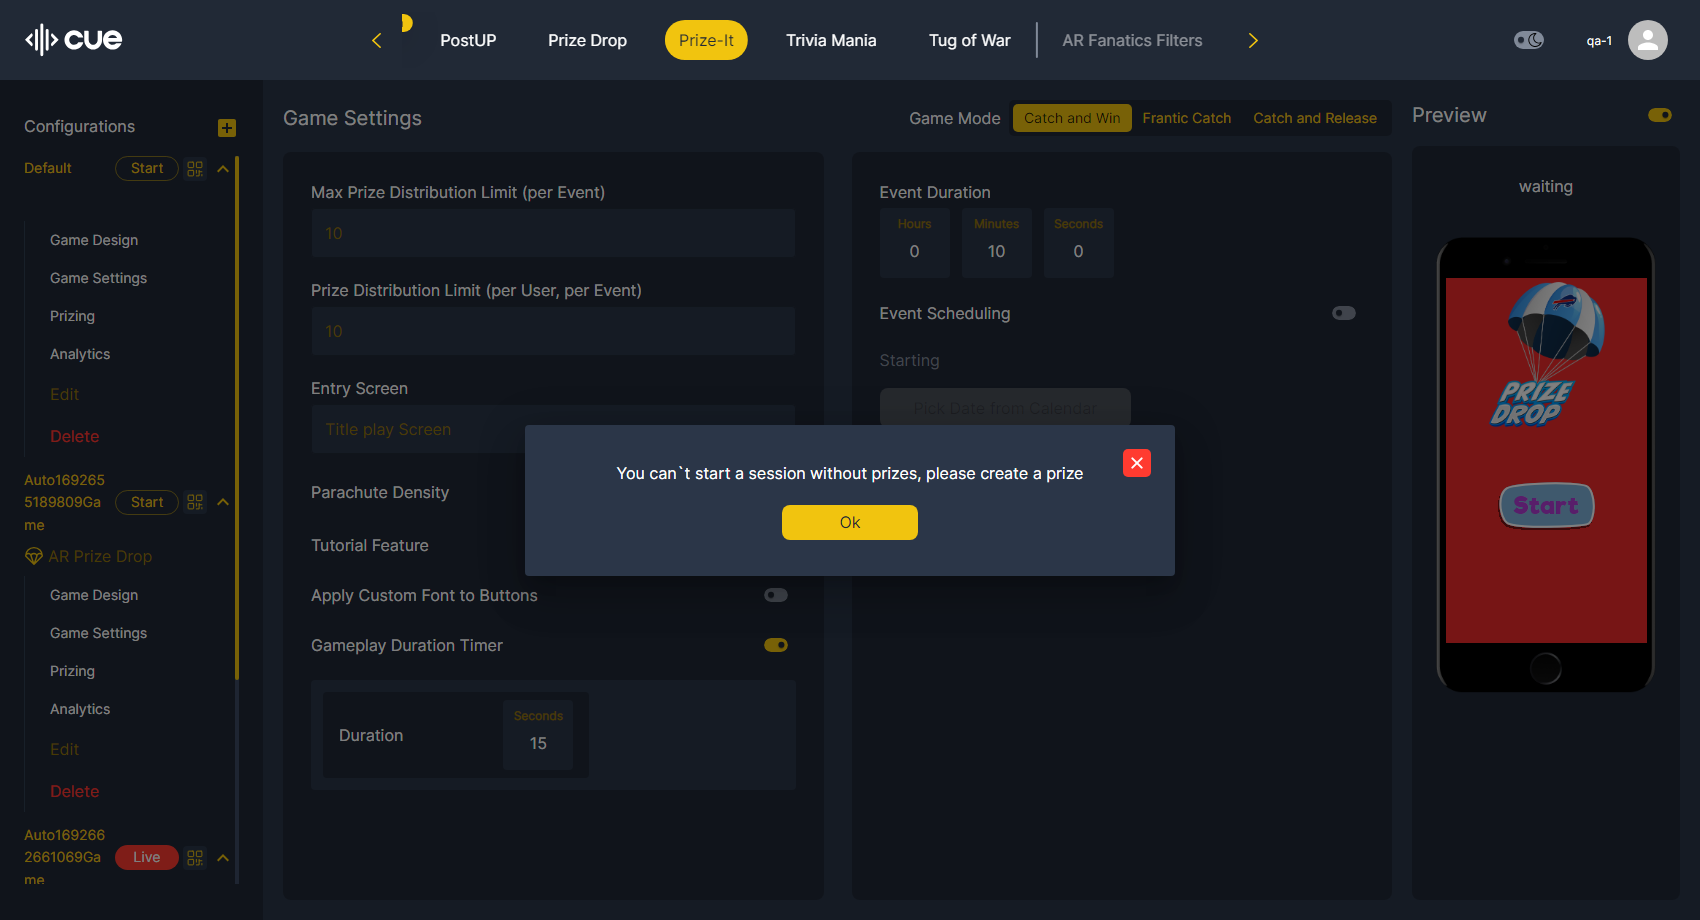 cue
PostUP
Prize Drop
Prize-It
Trivia Mania
Tug of War
AR Fanatics Filters
qa-1
Configurations
Default
Start
Game Design
Game Settings
Prizing
Analytics
Edit
Delete
Auto169265
5189809Ga
me
Start
AR Prize Drop
Game Design
Game Settings
Prizing
Analytics
Edit
Delete
Auto169266
2661069Ga
me
Live
Game Settings
Game Mode
Catch and Win
Frantic Catch
Catch and Release
Max Prize Distribution Limit (per Event)
10
Prize Distribution Limit (per User, per Event)
10
Entry Screen
Title play Screen
Parachute Density
Tutorial Feature
Apply Custom Font to Buttons
Gameplay Duration Timer
Duration
Seconds
15
Event Duration
Hours
0
Minutes
10
Seconds
0
Event Scheduling
Starting
Pick Date from Calendar
You can`t start a session without prizes, please create a prize
Ok
Preview
waiting
PRIZE
DROP
Start